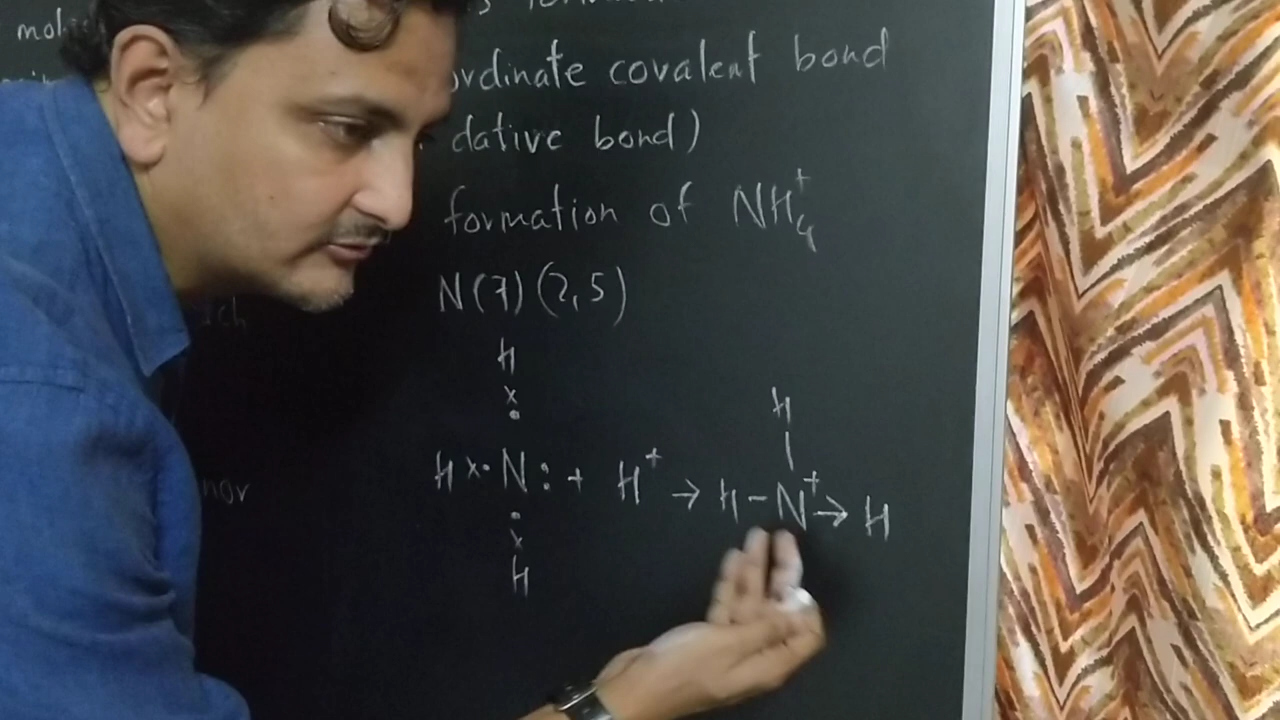 ordinate covalent bond
dative bond)
formation of NH₄⁺
N(7)(2,5)
H
x
•
H x• N : + H⁺ → H – N⁺ → H
•
x
H
H
|